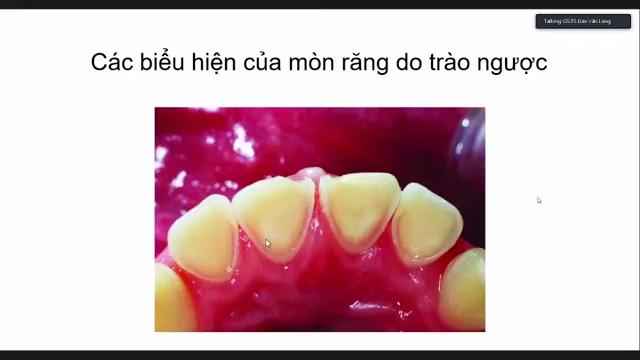 Talking: GS.TS Đào Văn Long
Các biểu hiện của mòn răng do trào ngược